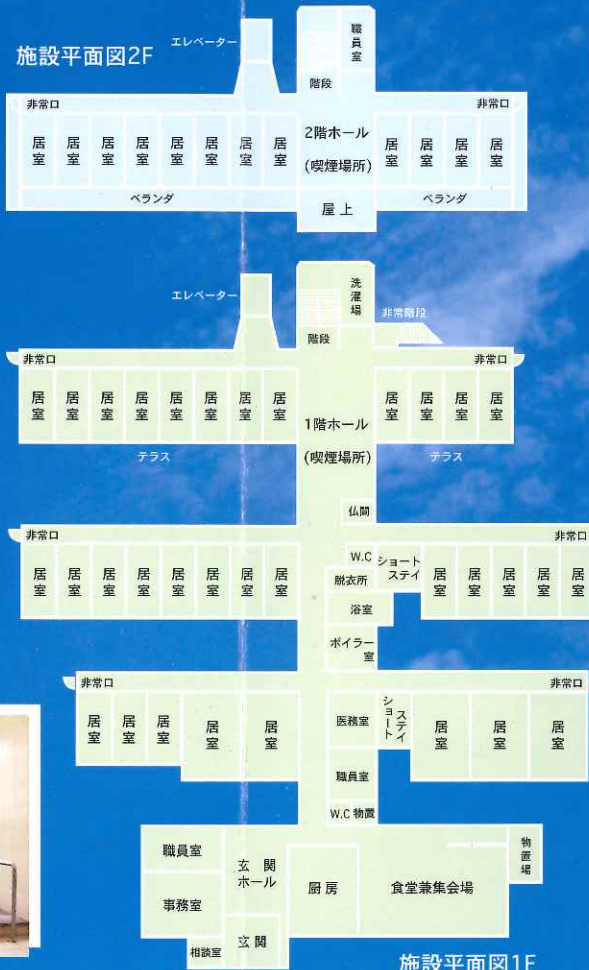 施設平面図2F
エレベーター
職員室
階段
非常口
非常口
居室 居室 居室 居室 居室 居室 居室 居室
2階ホール
(喫煙場所)
居室 居室 居室 居室
ベランダ
屋上
ベランダ
エレベーター
洗濯場
非常階段
階段
非常口
非常口
居室 居室 居室 居室 居室 居室 居室 居室
1階ホール
(喫煙場所)
居室 居室 居室 居室
テラス
テラス
仏間
非常口
非常口
W.C
ショートステイ
脱衣所
居室 居室 居室 居室 居室 居室 居室 居室
居室 居室 居室 居室 居室
浴室
ボイラー室
非常口
非常口
居室 居室 居室 居室 居室
医務室
ショートステイ
居室 居室 居室
職員室
W.C 物置
職員室
玄関ホール
厨房
食堂兼集会場
物置場
事務室
相談室
玄関
施設平面図1F